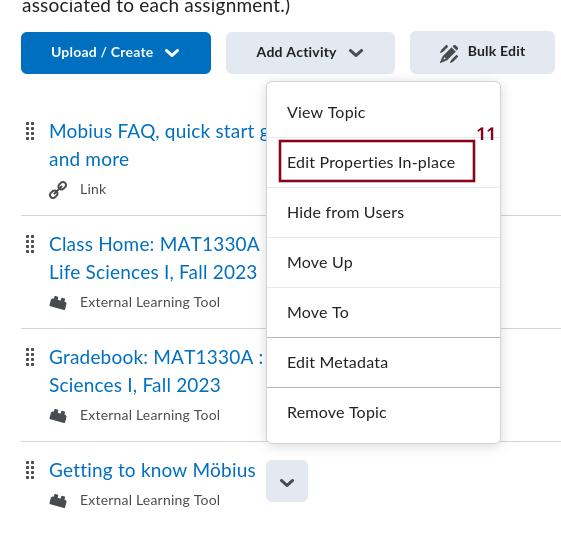 associated to each assignment.)
Upload / Create
Add Activity
Bulk Edit
View Topic
11
Edit Properties In-place
Hide from Users
Move Up
Move To
Edit Metadata
Remove Topic
Mobius FAQ, quick start
and more
Link
Class Home: MAT1330A
Life Sciences I, Fall 2023
External Learning Tool
Gradebook: MAT1330A :
Sciences I, Fall 2023
External Learning Tool
Getting to know Möbius
External Learning Tool